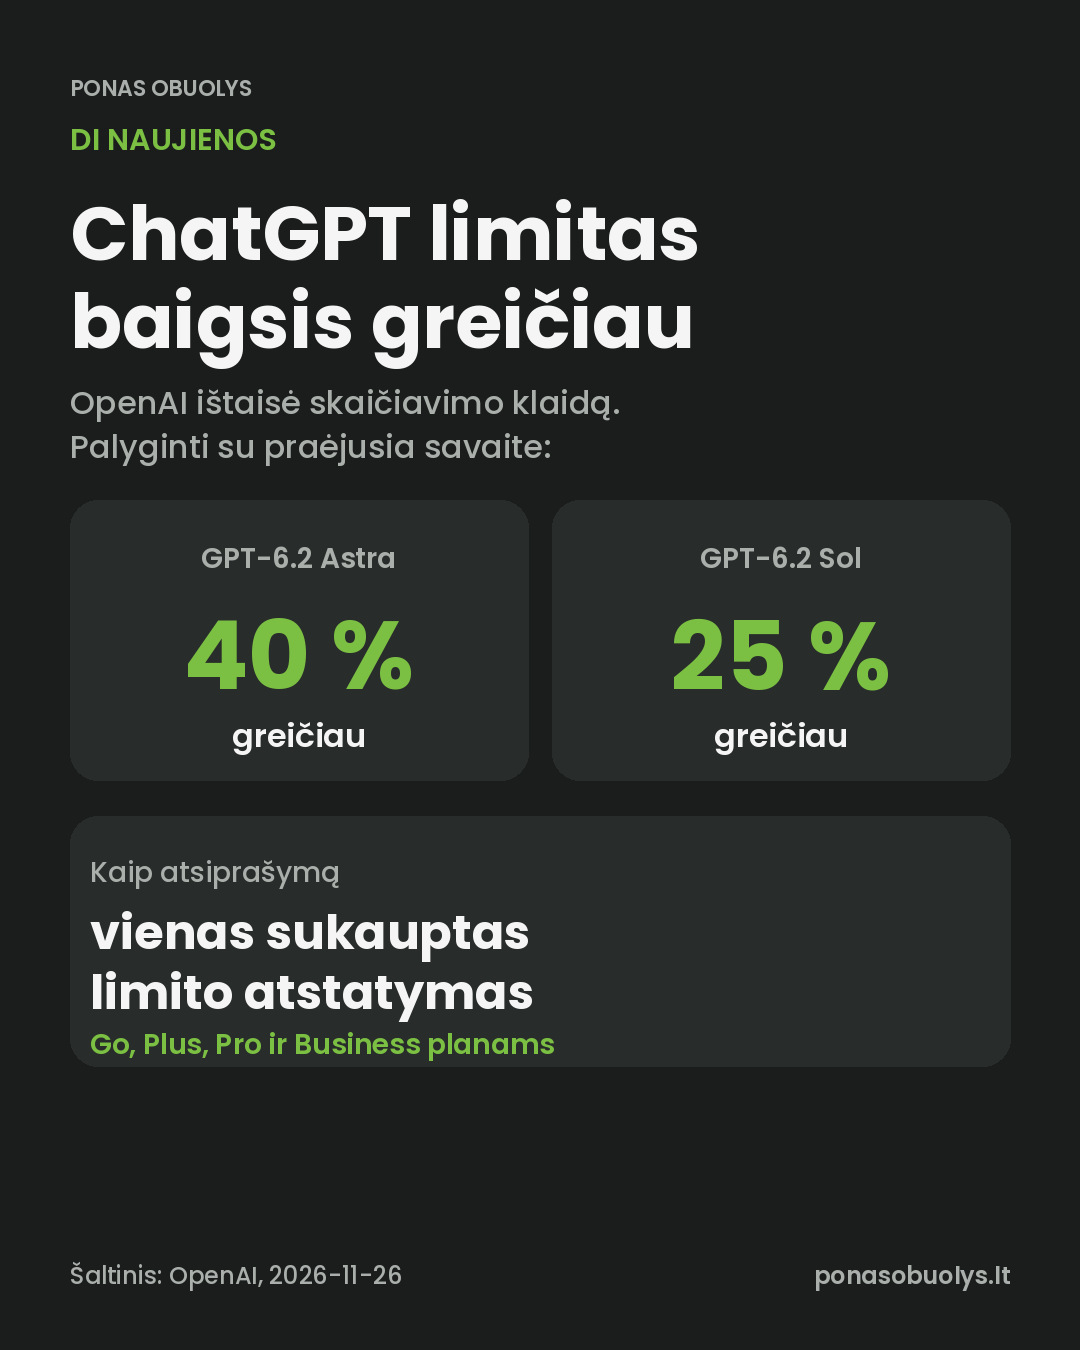 PONAS OBUOLYS
DI NAUJIENOS
ChatGPT limitas
baigsis greičiau
OpenAI ištaisė skaičiavimo klaidą.
Palyginti su praėjusia savaite:
GPT-6.2 Astra
40 %
greičiau
GPT-6.2 Sol
25 %
greičiau
Kaip atsiprašymą
vienas sukauptas
limito atstatymas
Go, Plus, Pro ir Business planams
Šaltinis: OpenAI, 2026-11-26
ponasobuolys.lt